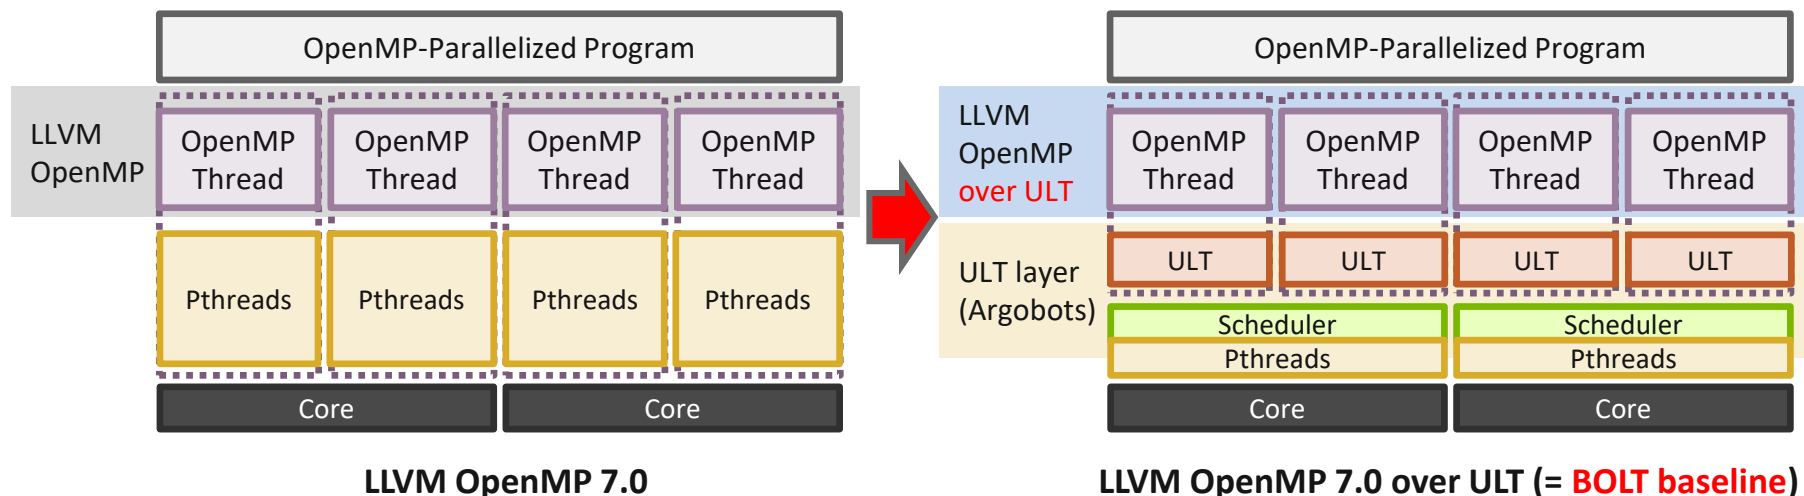 OpenMP-Parallelized Program
LLVM
OpenMP
OpenMP
Thread
OpenMP
Thread
OpenMP
Thread
OpenMP
Thread
Pthreads
Pthreads
Pthreads
Pthreads
Core
Core
LLVM OpenMP 7.0
OpenMP-Parallelized Program
LLVM
OpenMP
over ULT
OpenMP
Thread
OpenMP
Thread
OpenMP
Thread
OpenMP
Thread
ULT layer
(Argobots)
ULT
ULT
ULT
ULT
Scheduler
Scheduler
Pthreads
Pthreads
Core
Core
LLVM OpenMP 7.0 over ULT (= BOLT baseline)